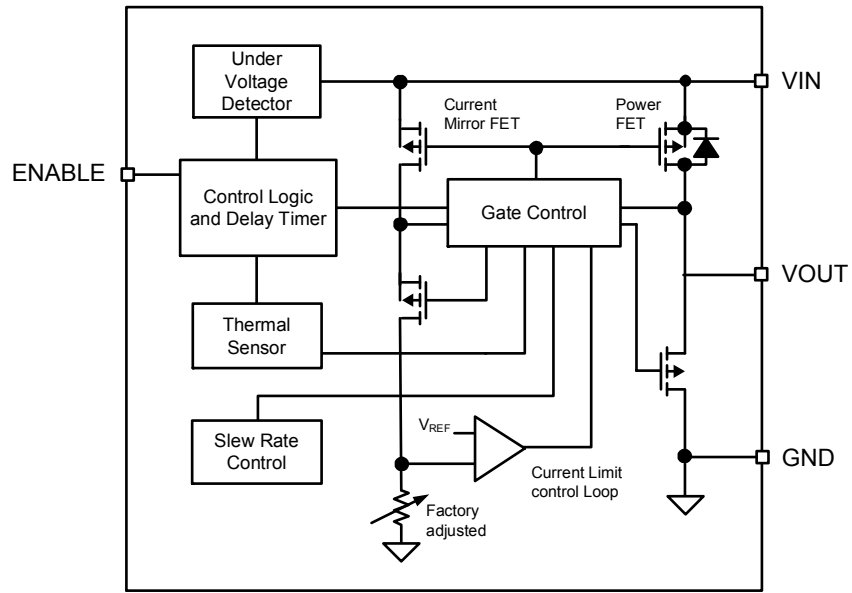 Under
Voltage
Detector
VIN
Current
Mirror FET
Power
FET
ENABLE
Control Logic
and Delay Timer
Gate Control
VOUT
Thermal
Sensor
Slew Rate
Control
VREF
Current Limit
control Loop
GND
Factory
adjusted